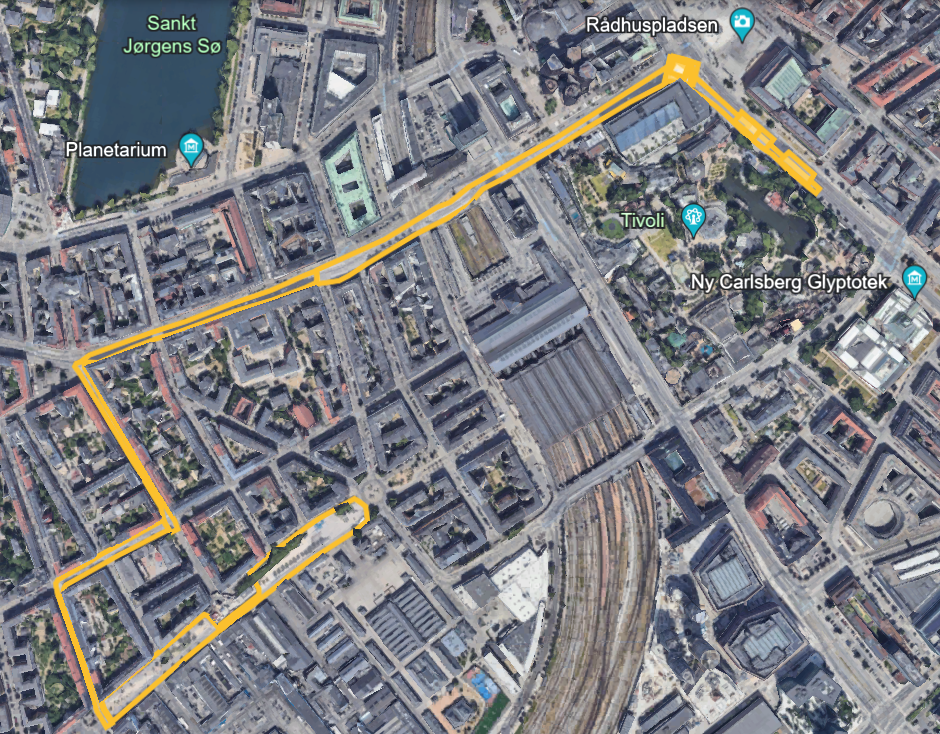 Sankt
Jørgens Sø
Rådhuspladsen
Planetarium
Tivoli
Ny Carlsberg Glyptotek